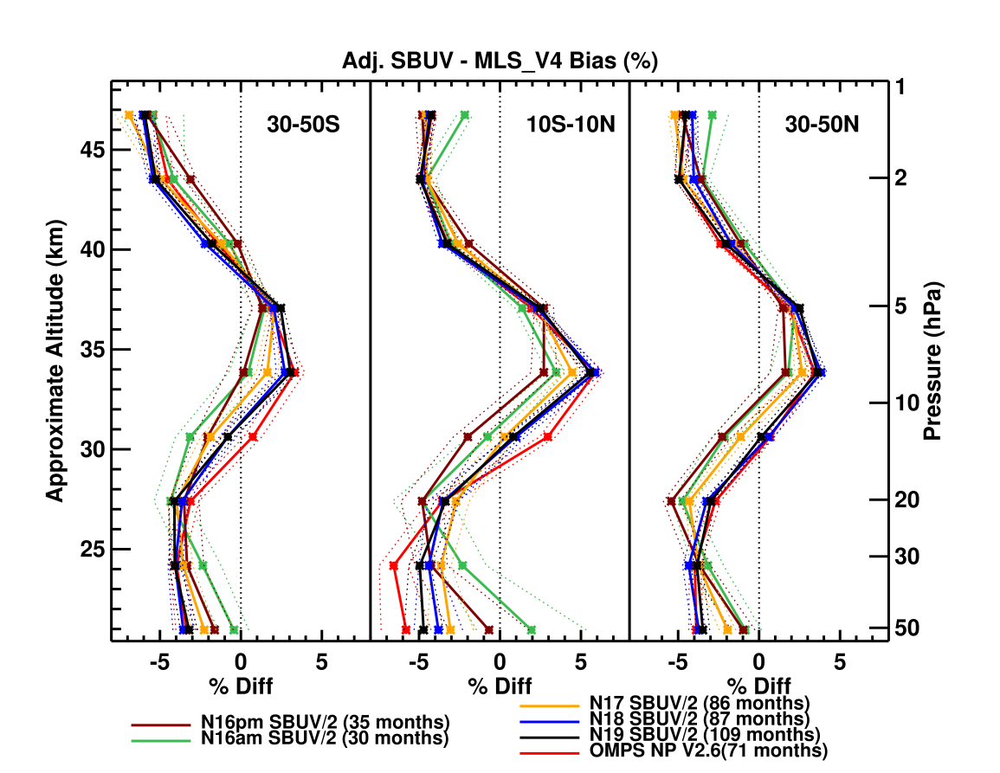 Adj. SBUV - MLS_V4 Bias (%)
30-50S
10S-10N
30-50N
Approximate Altitude (km)
45
40
35
30
25
1
2
5
10
20
30
50
Pressure (hPa)
-5 0 5 -5 0 5 -5 0 5
% Diff % Diff % Diff
N16pm SBUV/2 (35 months)
N16am SBUV/2 (30 months)
N17 SBUV/2 (86 months)
N18 SBUV/2 (87 months)
N19 SBUV/2 (109 months)
OMPS NP V2.6(71 months)